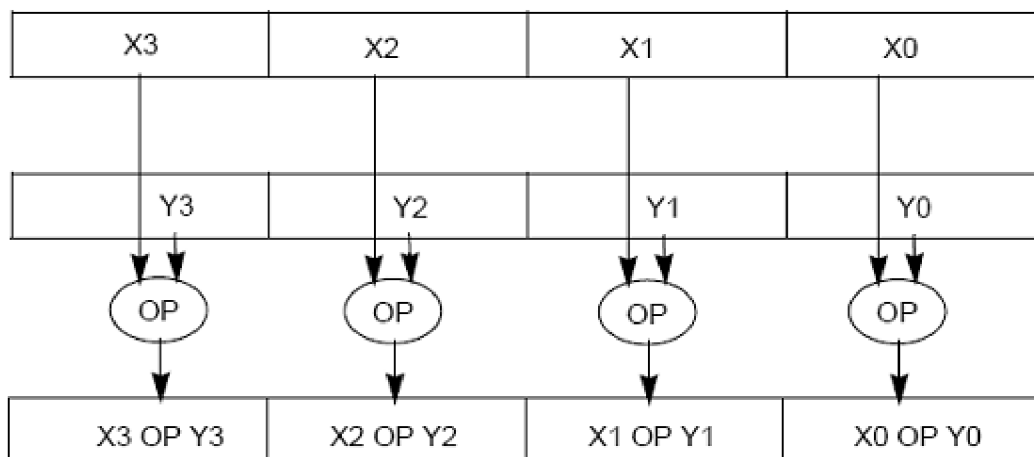 X3 X2 X1 X0
Y3 Y2 Y1 Y0
OP OP OP OP
X3 OP Y3 X2 OP Y2 X1 OP Y1 X0 OP Y0